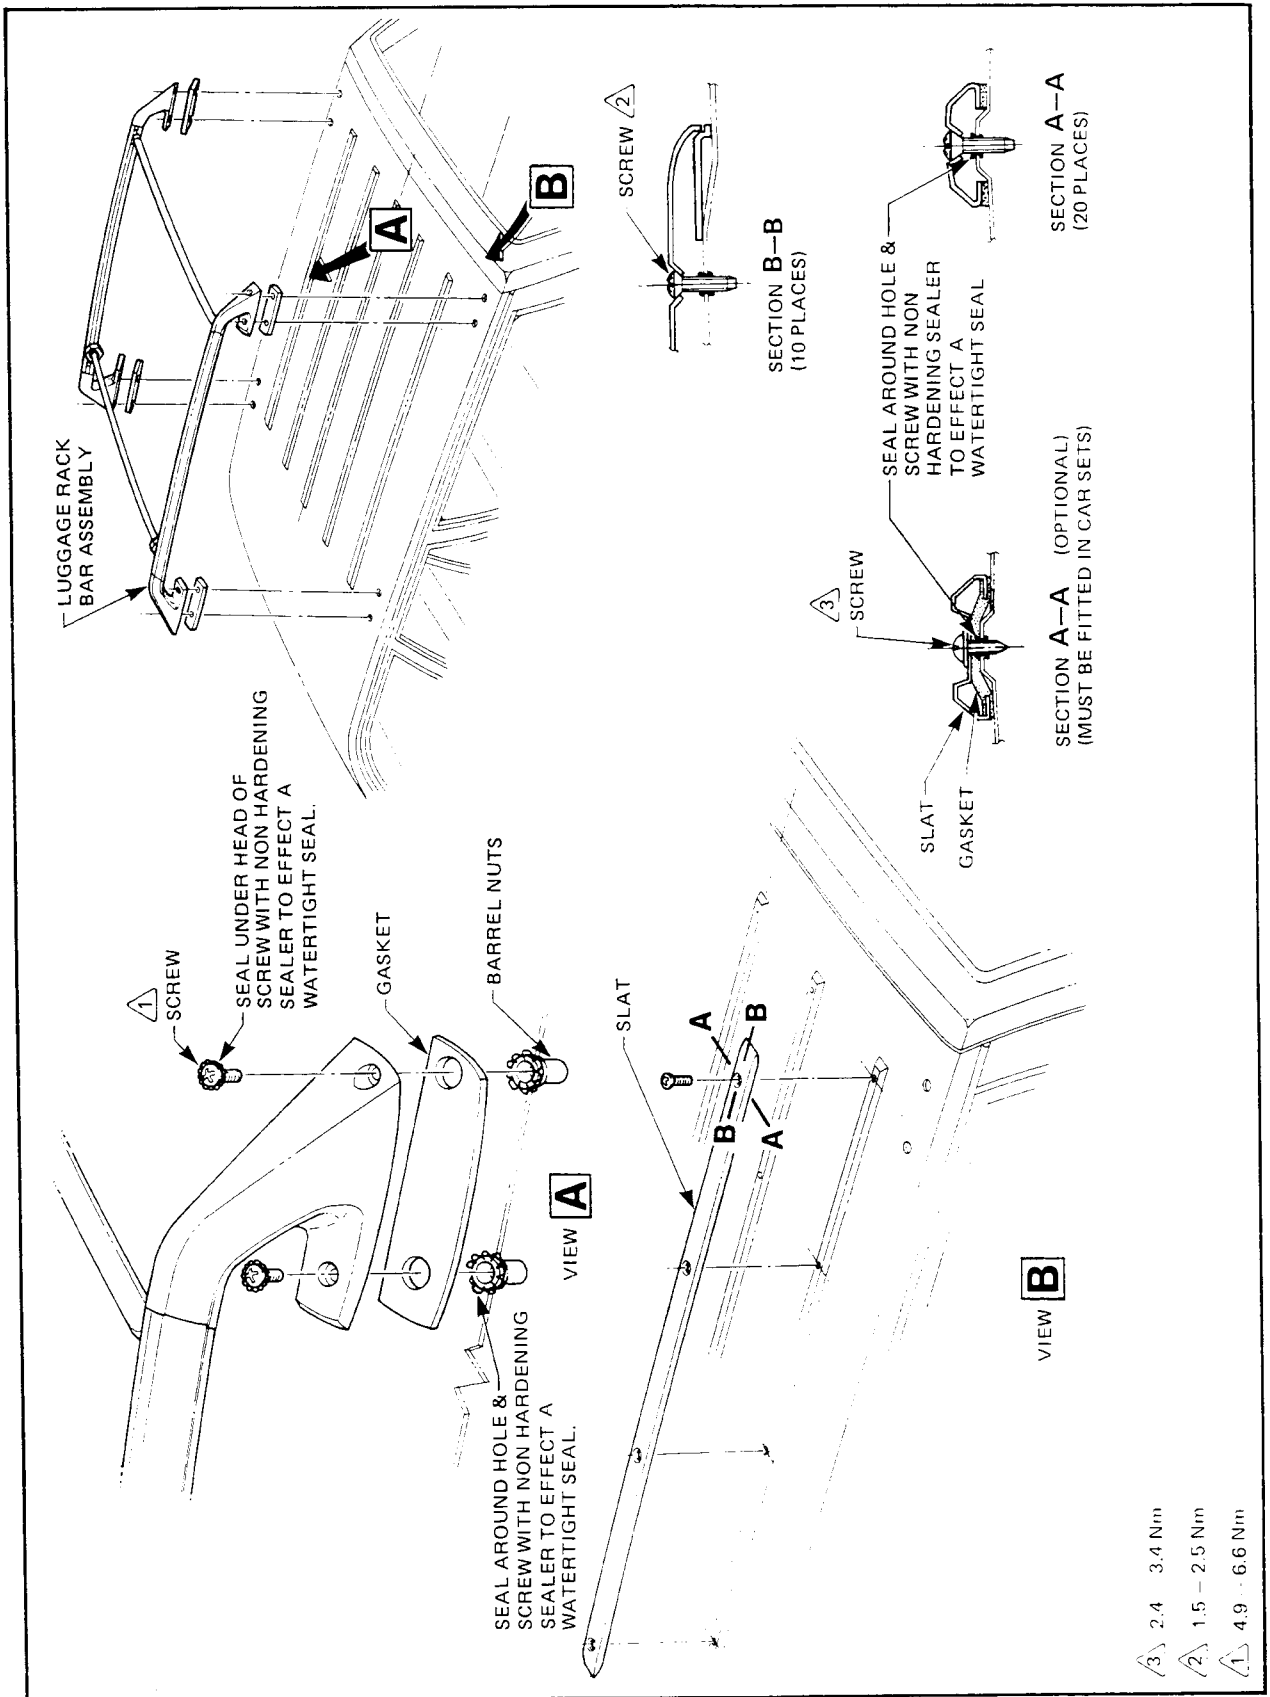 LUGGAGE RACK
BAR ASSEMBLY
A
B
1
SCREW
SEAL UNDER HEAD OF
SCREW WITH NON HARDENING
SEALER TO EFFECT A
WATERTIGHT SEAL.
GASKET
BARREL NUTS
SEAL AROUND HOLE &
SCREW WITH NON HARDENING
SEALER TO EFFECT A
WATERTIGHT SEAL.
VIEW A
SCREW 2
SECTION B–B
(10 PLACES)
SLAT
A
B
B
A
VIEW B
3
SCREW
SLAT
GASKET
SECTION A–A (OPTIONAL)
(MUST BE FITTED IN CAR SETS)
SEAL AROUND HOLE &
SCREW WITH NON
HARDENING SEALER
TO EFFECT A
WATERTIGHT SEAL
SECTION A–A
(20 PLACES)
3 2.4 3.4 Nm
2 1.5 – 2.5 Nm
1 4.9 - 6.6 Nm